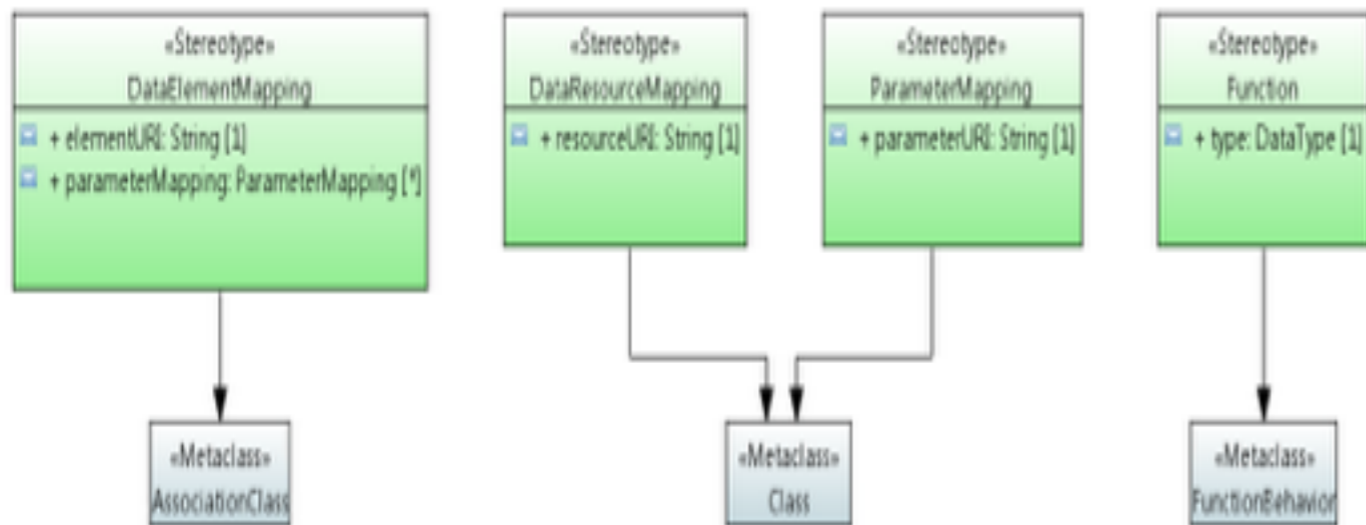 «Stereotype»
DataElementMapping
+ elementURI: String [1]
+ parameterMapping: ParameterMapping [*]
«Stereotype»
DataResourceMapping
+ resourceURI: String [1]
«Stereotype»
ParameterMapping
+ parameterURI: String [1]
«Stereotype»
Function
+ type: DataType [1]
«Metaclass»
AssociationClass
«Metaclass»
Class
«Metaclass»
FunctionBehavior